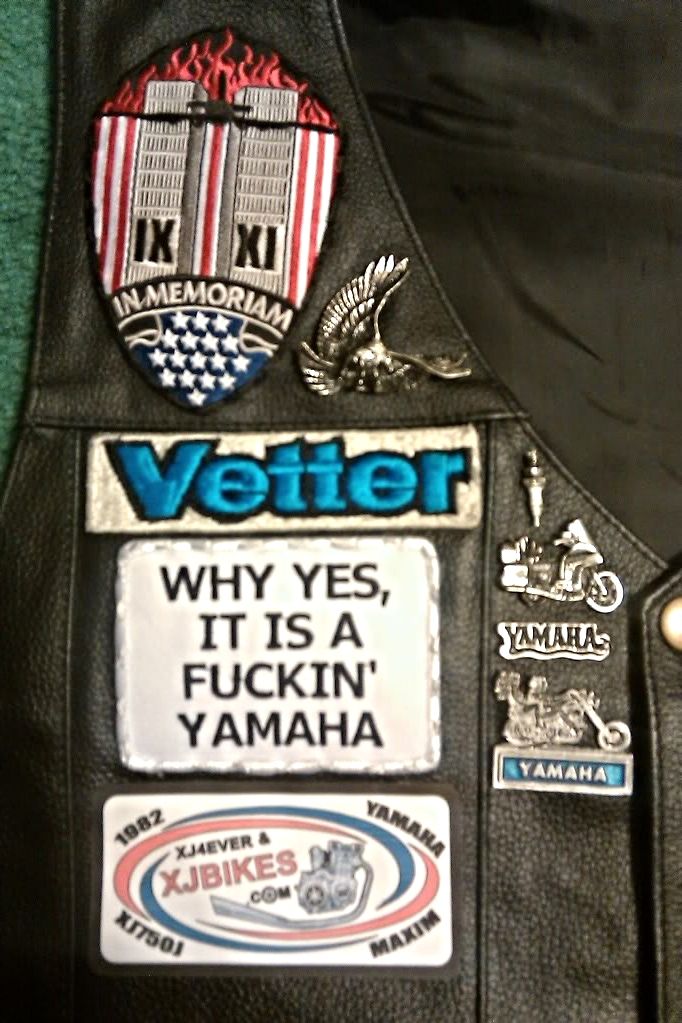 IX XI
IN MEMORIAM
Vetter
WHY YES,
IT IS A
FUCKIN'
YAMAHA
YAMAHA
YAMAHA
1982 YAMAHA
XJ4EVER &
XJBIKES
.COM
XJ750J MAXIM